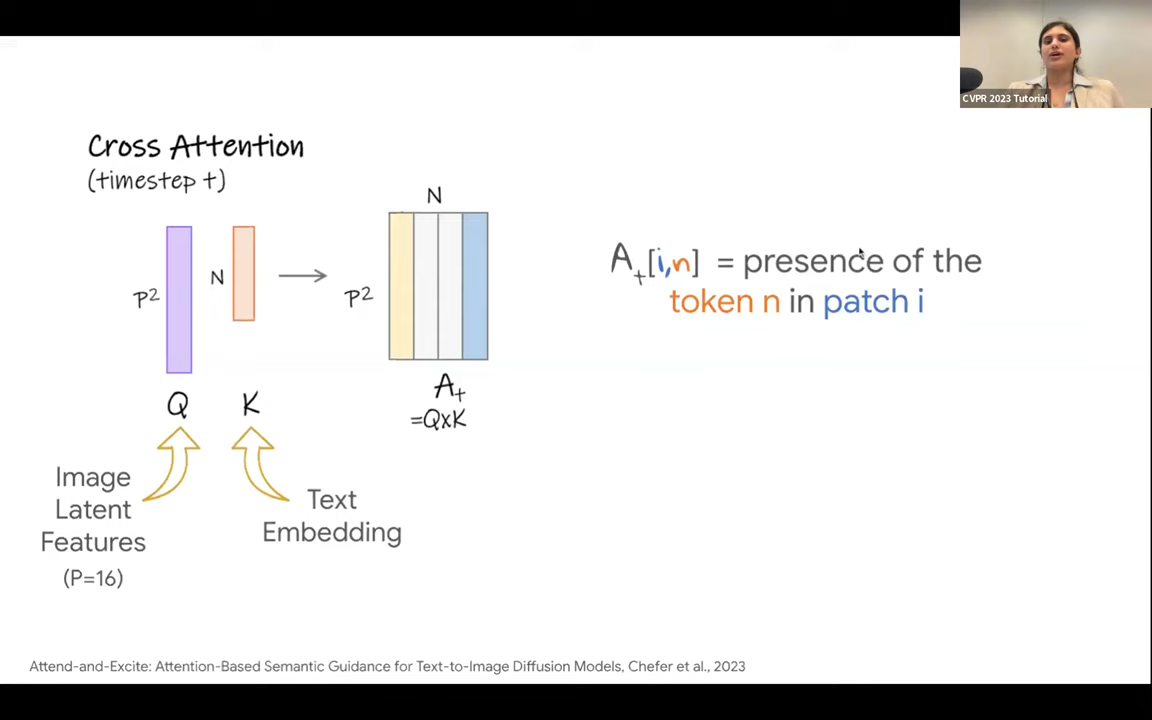 CVPR 2023 Tutorial
Cross Attention
(timestep t)
N
N
P²
P²
A_t[i,n] = presence of the
token n in patch i
Q
K
A_t
=QxK
Image
Latent
Features
(P=16)
Text
Embedding
Attend-and-Excite: Attention-Based Semantic Guidance for Text-to-Image Diffusion Models, Chefer et al., 2023